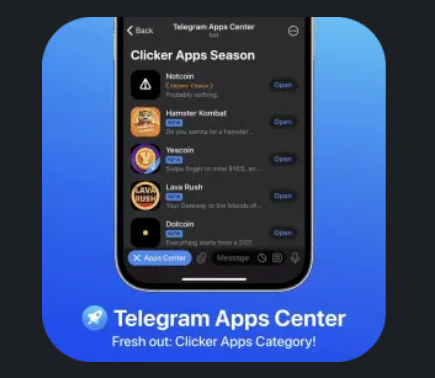 Back
Telegram Apps Center
bot
Clicker Apps Season
Notcoin
Editors' Choice
Probably nothing.
Open
Hamster Kombat
NEW
Do you wanna be a hamster...
Open
Yescoin
NEW
Swipe finger to mine $YES, an...
Open
LAVA
RUSH
Lava Rush
NEW
Your Gateway to the Islands of...
Open
Dotcoin
NEW
Everything starts from a DOT.
Open
Apps Center
Message
Telegram Apps Center
Fresh out: Clicker Apps Category!